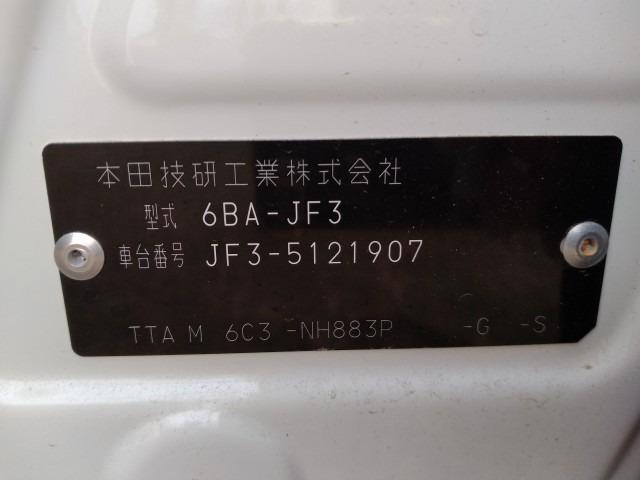 本田技研工業株式会社
型式 6BA-JF3
車台番号 JF3-5121907
TTA M 6C3 -NH883P -G -S